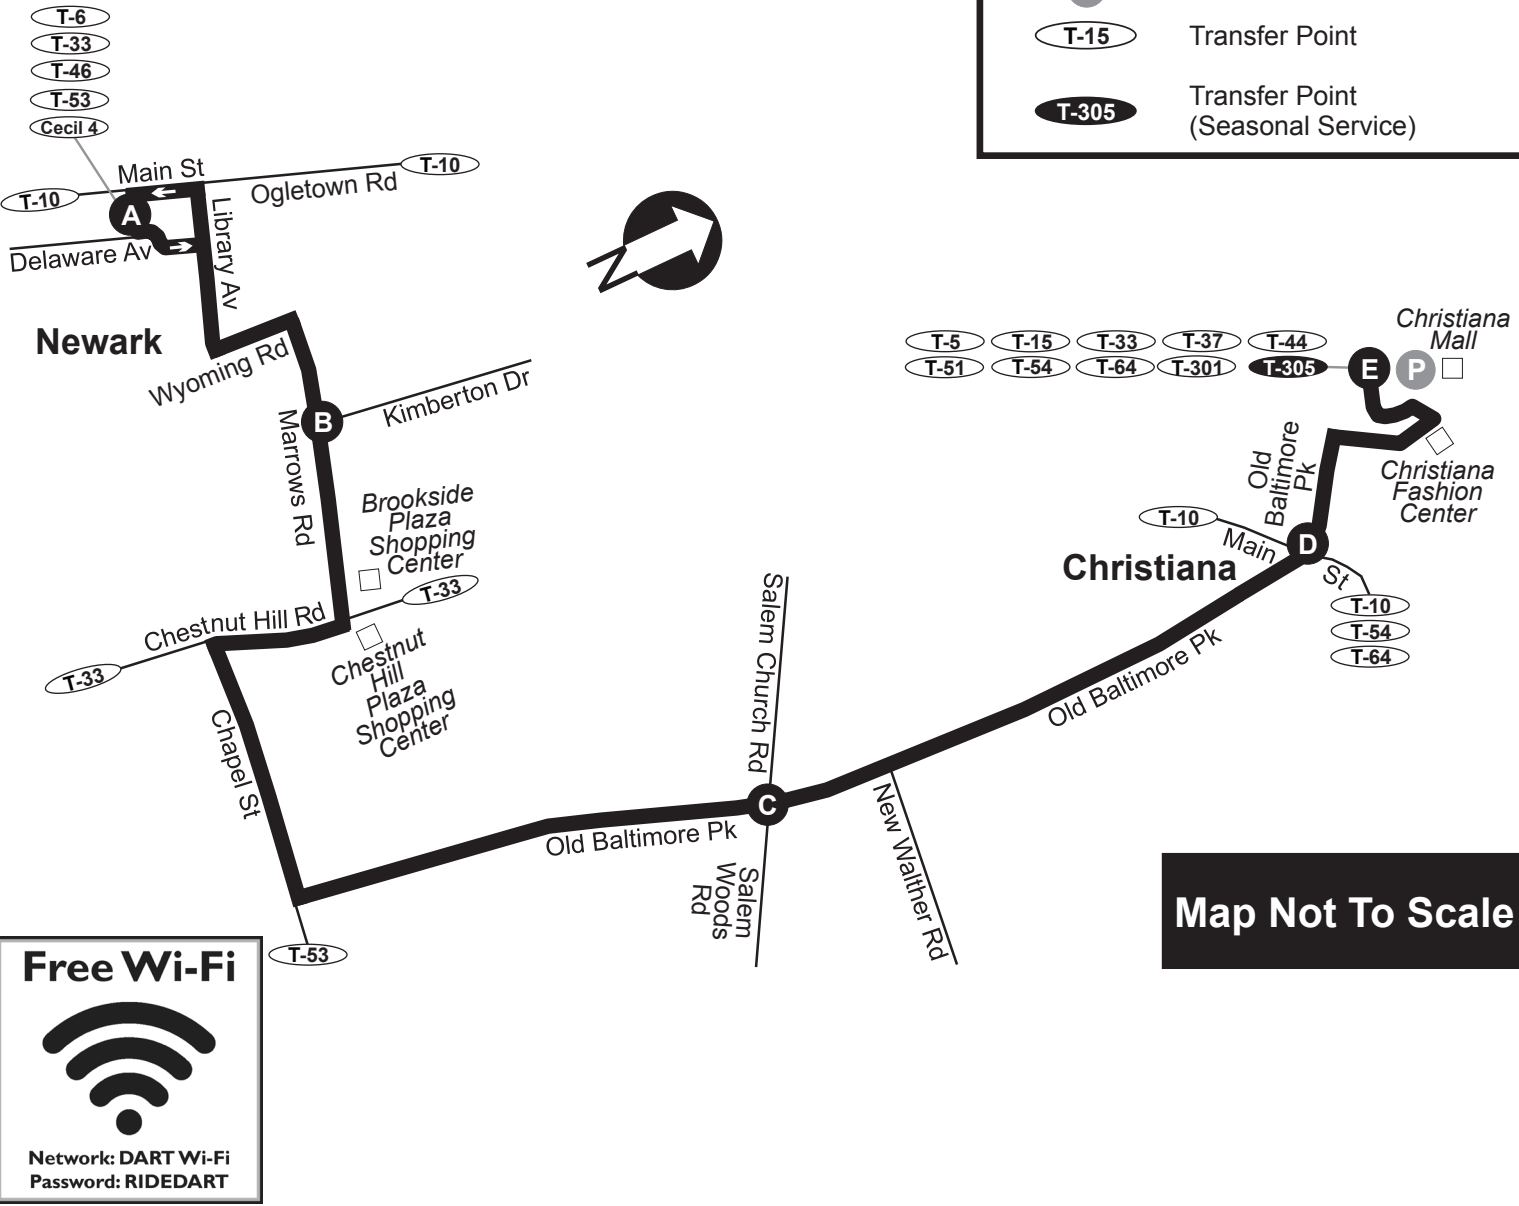 T-6
T-33
T-46
T-53
Cecil 4
T-15 Transfer Point
T-305 Transfer Point
(Seasonal Service)
Main St
T-10
T-10
Ogletown Rd
A
Library Av
Delaware Av
N
Newark
Wyoming Rd
B
Kimberton Dr
Marrows Rd
Brookside
Plaza
Shopping
Center
T-33
Chestnut Hill Rd
T-33
Chestnut
Hill
Plaza
Shopping
Center
Chapel St
T-53
Christiana
Mall
T-5 T-15 T-33 T-37 T-44
T-51 T-54 T-64 T-301 T-305
E P
Old
Baltimore
Pk
Christiana
Fashion
Center
T-10
Main
St
D
Christiana
T-10
T-54
T-64
Salem Church Rd
Old Baltimore Pk
C
Old Baltimore Pk
Salem
Woods
Rd
New Walther Rd
Map Not To Scale
Free Wi-Fi
Network: DART Wi-Fi
Password: RIDEDART